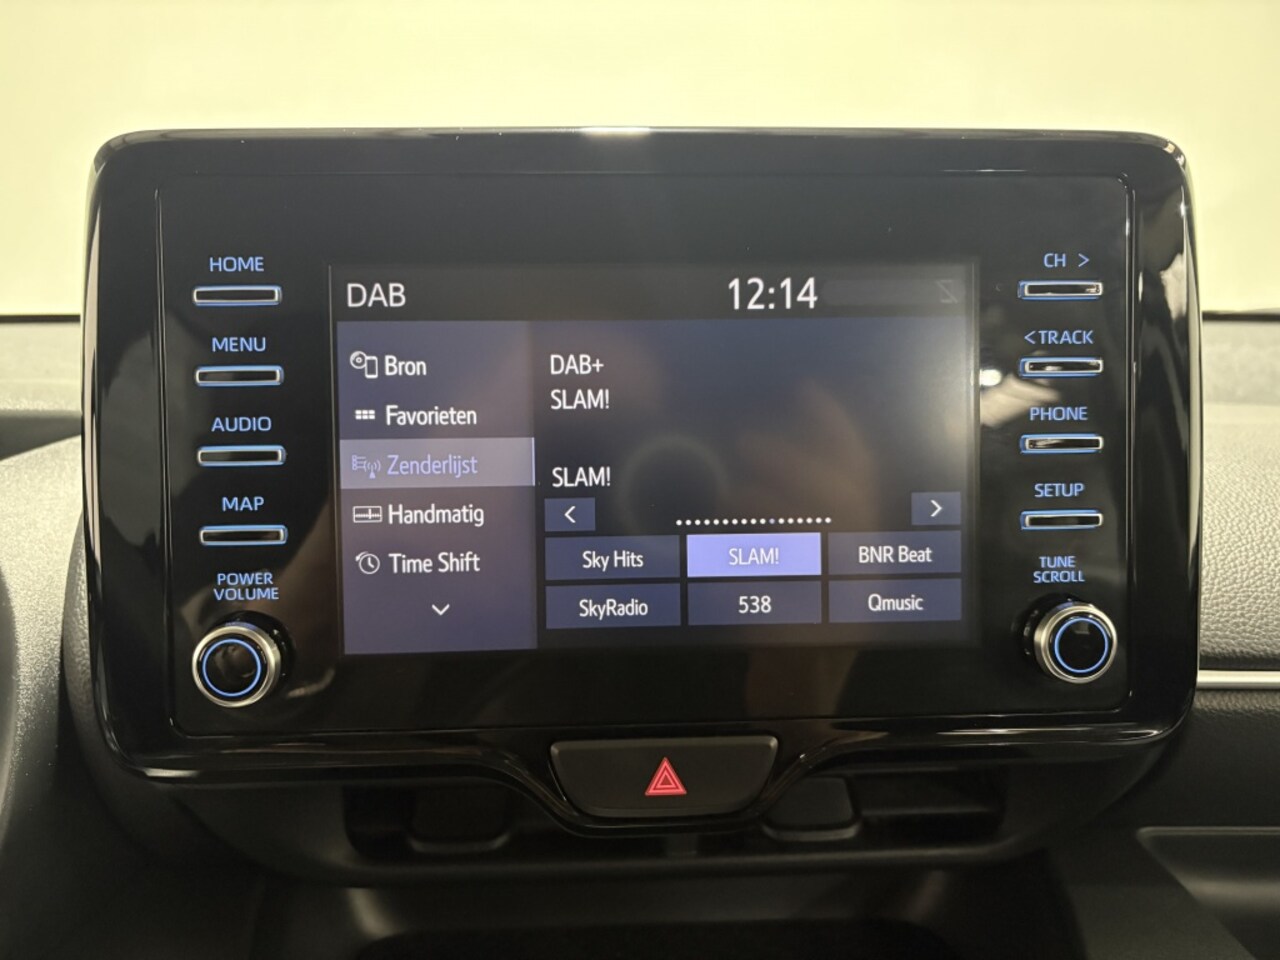 HOME
MENU
AUDIO
MAP
POWER
VOLUME
DAB
12:14
Bron
Favorieten
Zenderlijst
Handmatig
Time Shift
DAB+
SLAM!
SLAM!
< >
Sky Hits SLAM! BNR Beat
SkyRadio 538 Qmusic
CH >
< TRACK
PHONE
SETUP
TUNE
SCROLL